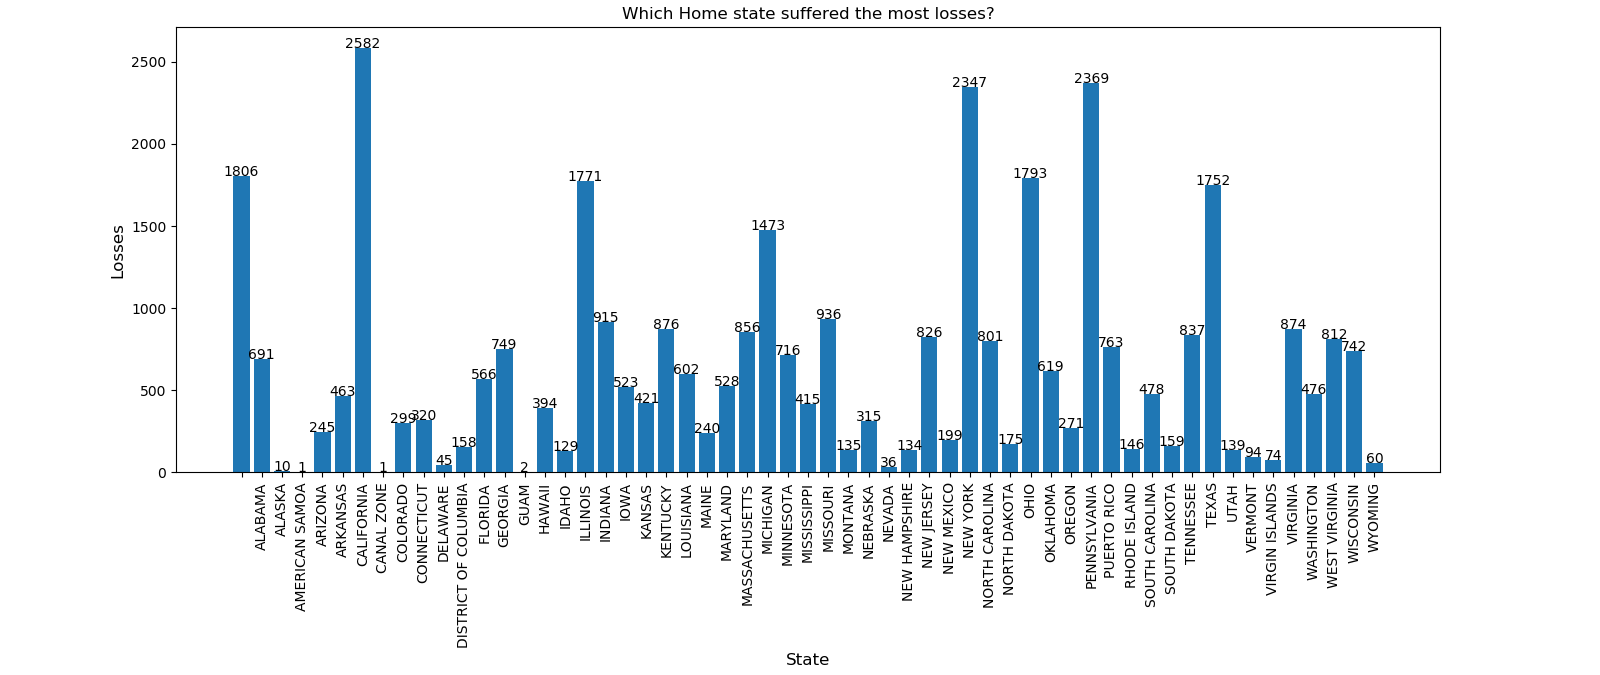 Which Home state suffered the most losses?
Losses
2500
2000
1500
1000
500
0
1806
691
10
1
245
463
2582
1
299
320
45
158
566
749
2
394
129
1771
915
523
421
876
602
240
528
856
1473
716
415
936
135
315
36
134
826
199
2347
801
175
1793
619
271
2369
763
146
478
159
837
1752
139
94
74
874
476
812
742
60
ALABAMA
ALASKA
AMERICAN SAMOA
ARIZONA
ARKANSAS
CALIFORNIA
CANAL ZONE
COLORADO
CONNECTICUT
DELAWARE
DISTRICT OF COLUMBIA
FLORIDA
GEORGIA
GUAM
HAWAII
IDAHO
ILLINOIS
INDIANA
IOWA
KANSAS
KENTUCKY
LOUISIANA
MAINE
MARYLAND
MASSACHUSETTS
MICHIGAN
MINNESOTA
MISSISSIPPI
MISSOURI
MONTANA
NEBRASKA
NEVADA
NEW HAMPSHIRE
NEW JERSEY
NEW MEXICO
NEW YORK
NORTH CAROLINA
NORTH DAKOTA
OHIO
OKLAHOMA
OREGON
PENNSYLVANIA
PUERTO RICO
RHODE ISLAND
SOUTH CAROLINA
SOUTH DAKOTA
TENNESSEE
TEXAS
UTAH
VERMONT
VIRGIN ISLANDS
VIRGINIA
WASHINGTON
WEST VIRGINIA
WISCONSIN
WYOMING
State